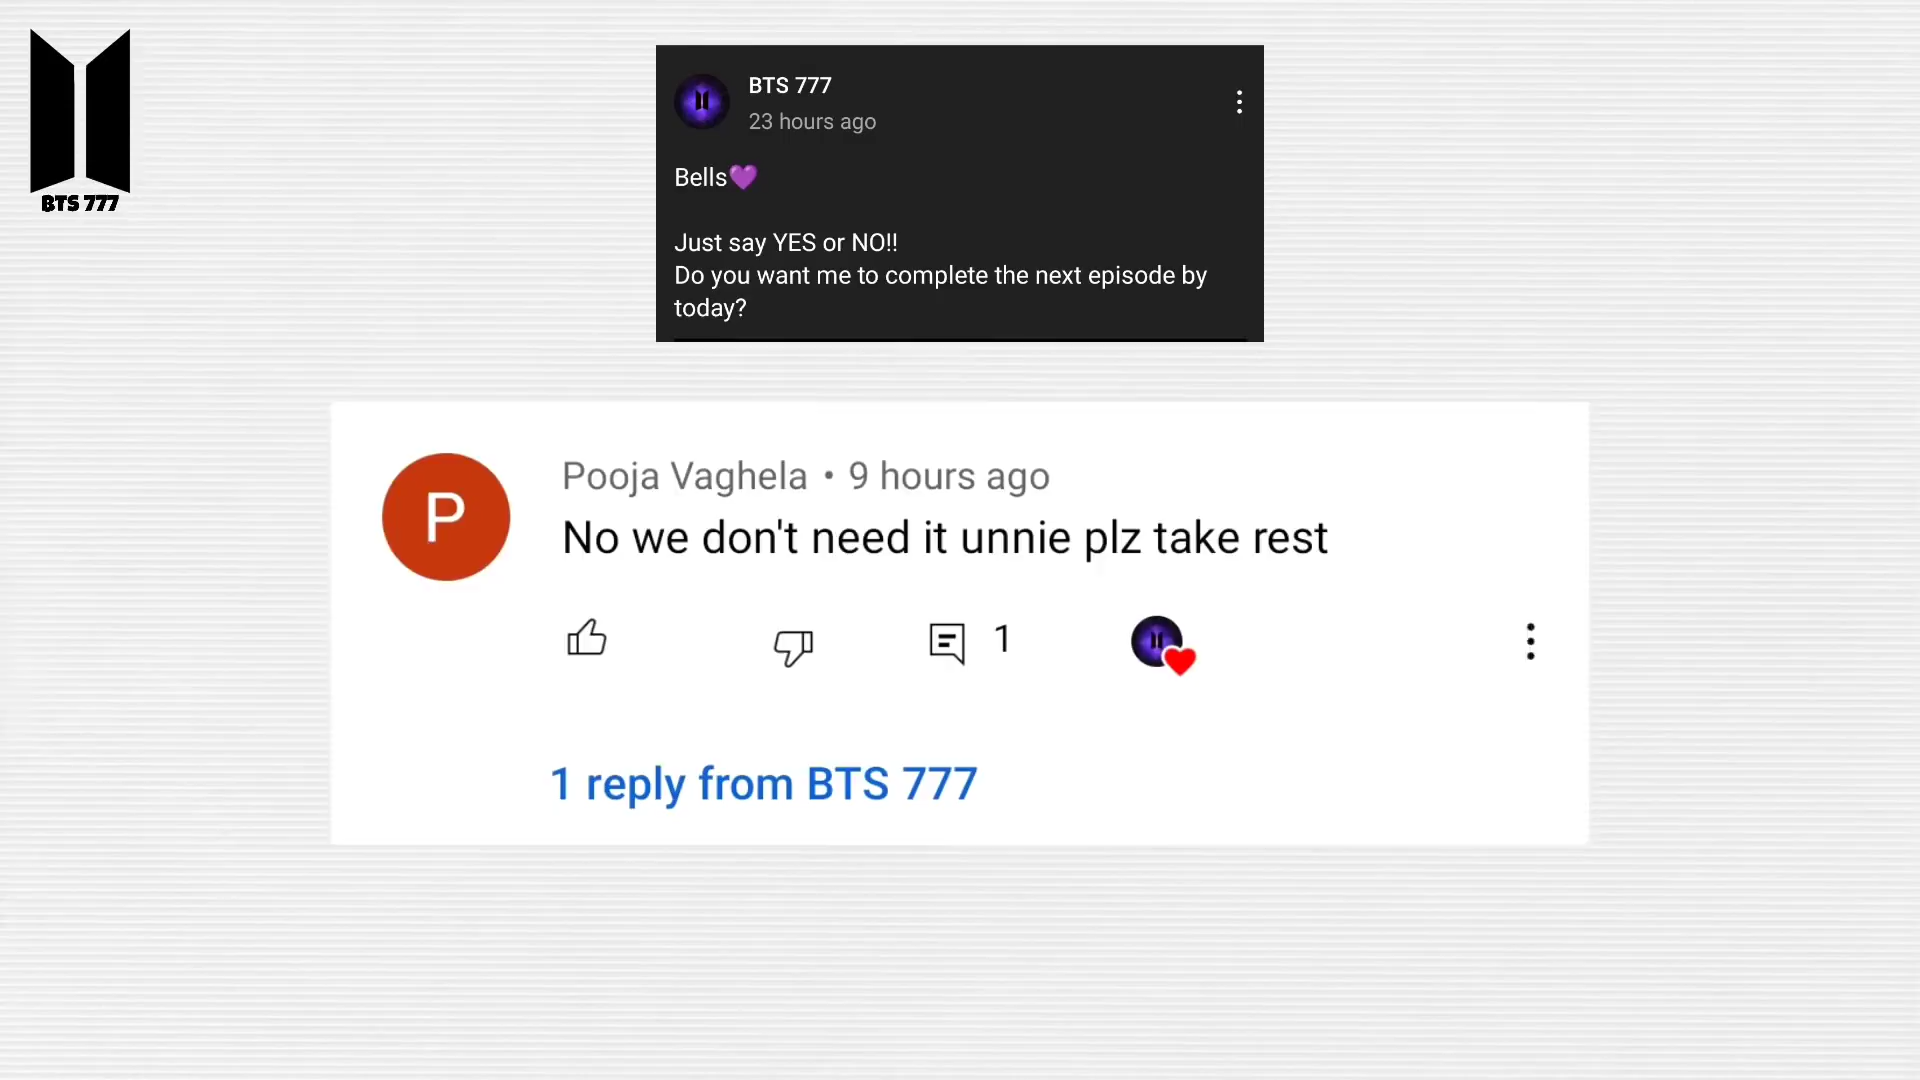 BTS 777
BTS 777
23 hours ago
Bells💜
Just say YES or NO!!
Do you want me to complete the next episode by
today?
P
Pooja Vaghela • 9 hours ago
No we don't need it unnie plz take rest
1
1 reply from BTS 777